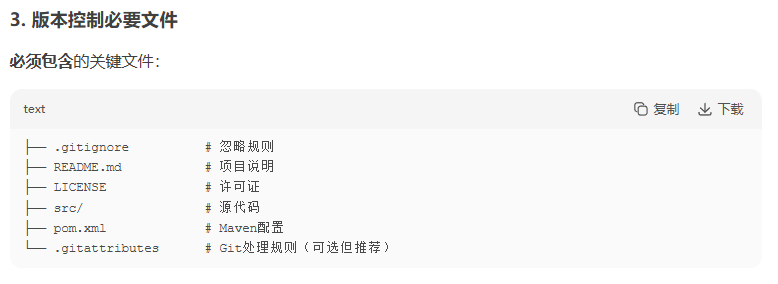 3. 版本控制必要文件
必须包含的关键文件：
text 复制 下载
├── .gitignore # 忽略规则
├── README.md # 项目说明
├── LICENSE # 许可证
├── src/ # 源代码
├── pom.xml # Maven配置
└── .gitattributes # Git处理规则（可选但推荐）